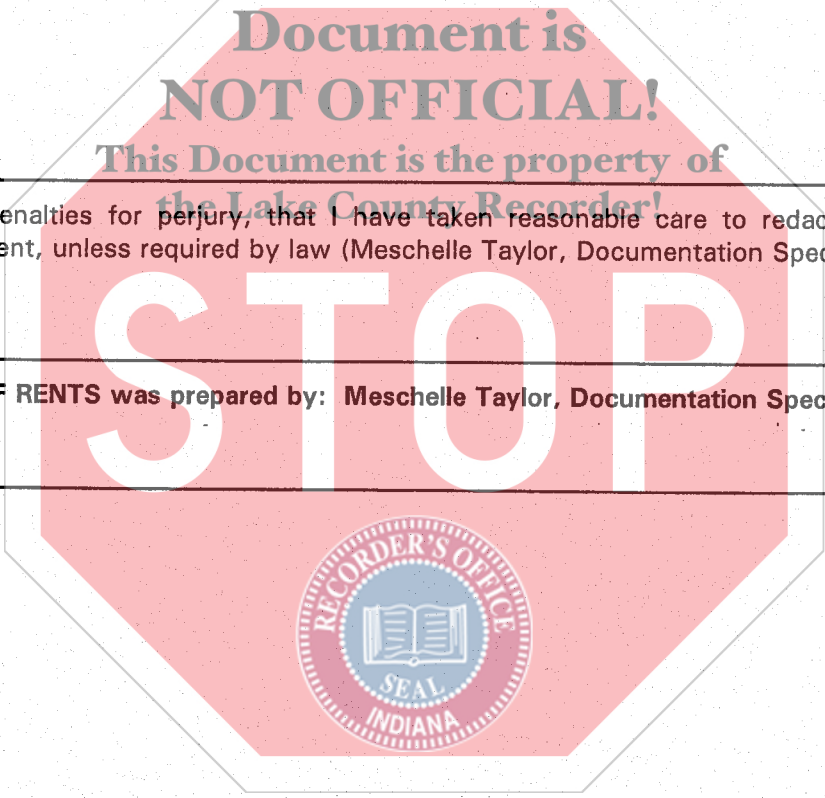 Document is
NOT OFFICIAL!
This Document is the property of
the Lake County Recorder!
enalties for perjury, that I have taken reasonable care to redac
ent, unless required by law (Meschelle Taylor, Documentation Spec
STOP
RENTS was prepared by: Meschelle Taylor, Documentation Spec
RECORDER'S OFFICE
SEAL
INDIANA